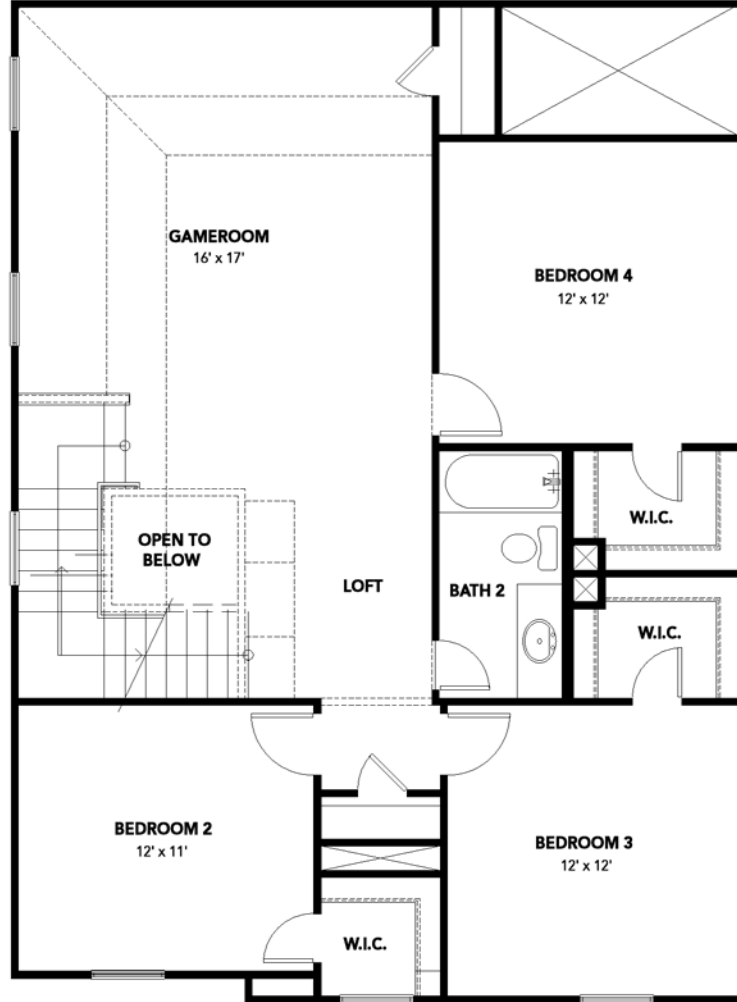 GAMEROOM
16' x 17'
BEDROOM 4
12' x 12'
OPEN TO
BELOW
LOFT
BATH 2
W.I.C.
W.I.C.
BEDROOM 2
12' x 11'
BEDROOM 3
12' x 12'
W.I.C.